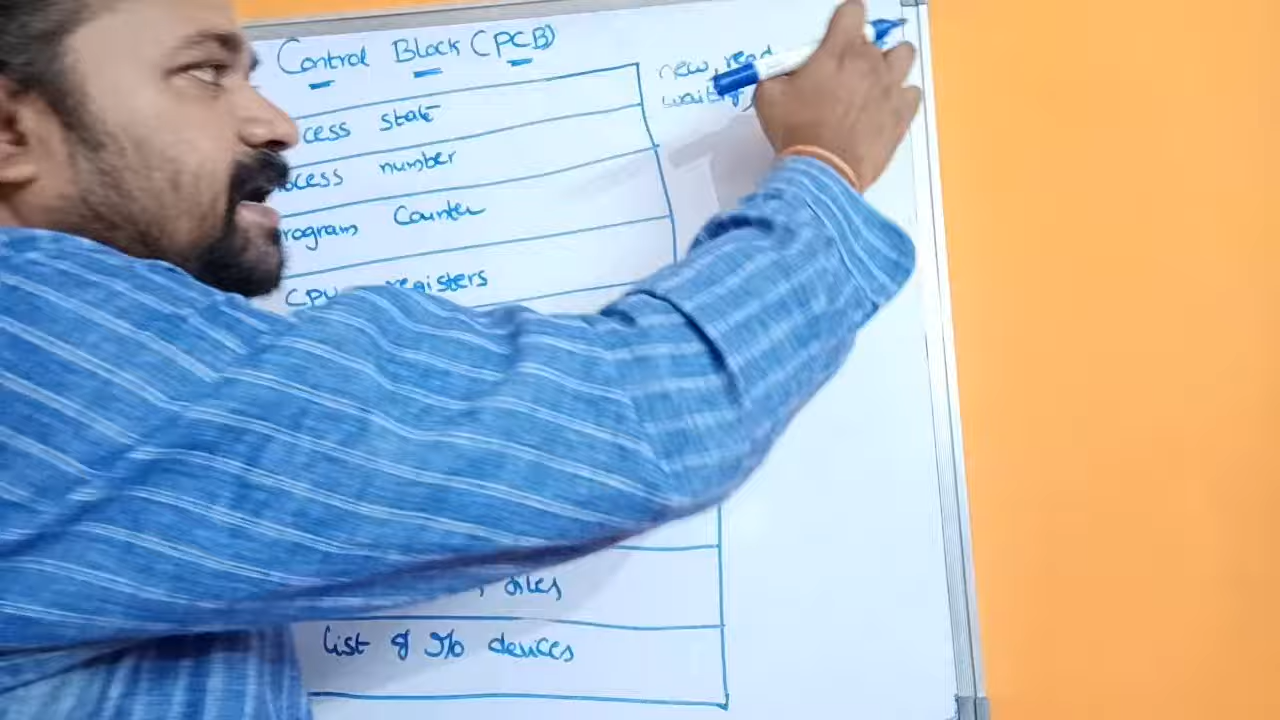 Control Block (PCB)
new, read
waiting,
cess state
ocess number
rogram Counter
CPU registers
files
List of I/O devices